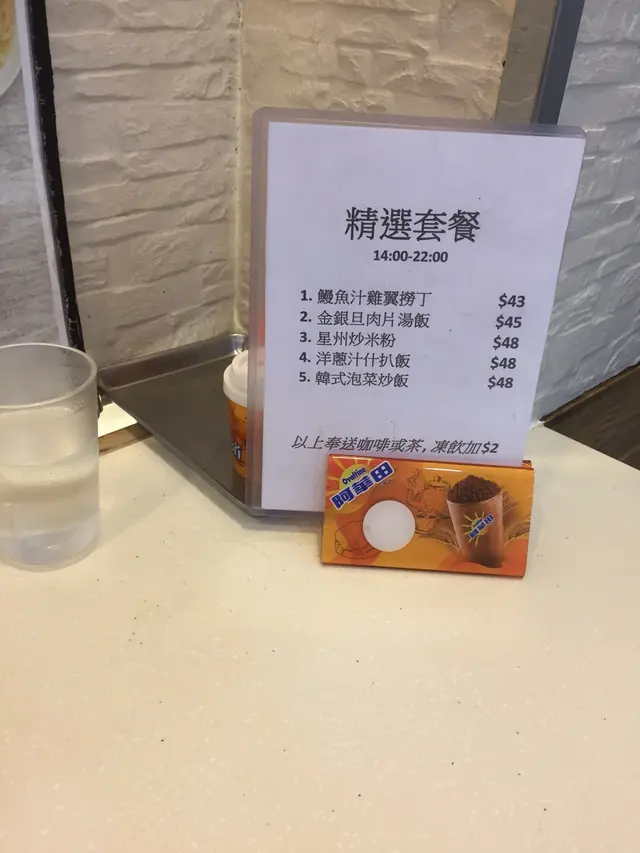 精選套餐
14:00-22:00
1. 鰻魚汁雞翼撈丁 $43
2. 金銀旦肉片湯飯 $45
3. 星州炒米粉 $48
4. 洋蔥汁什扒飯 $48
5. 韓式泡菜炒飯 $48
以上奉送咖啡或茶, 凍飲加$2
Ovaltine
阿華田
阿華田